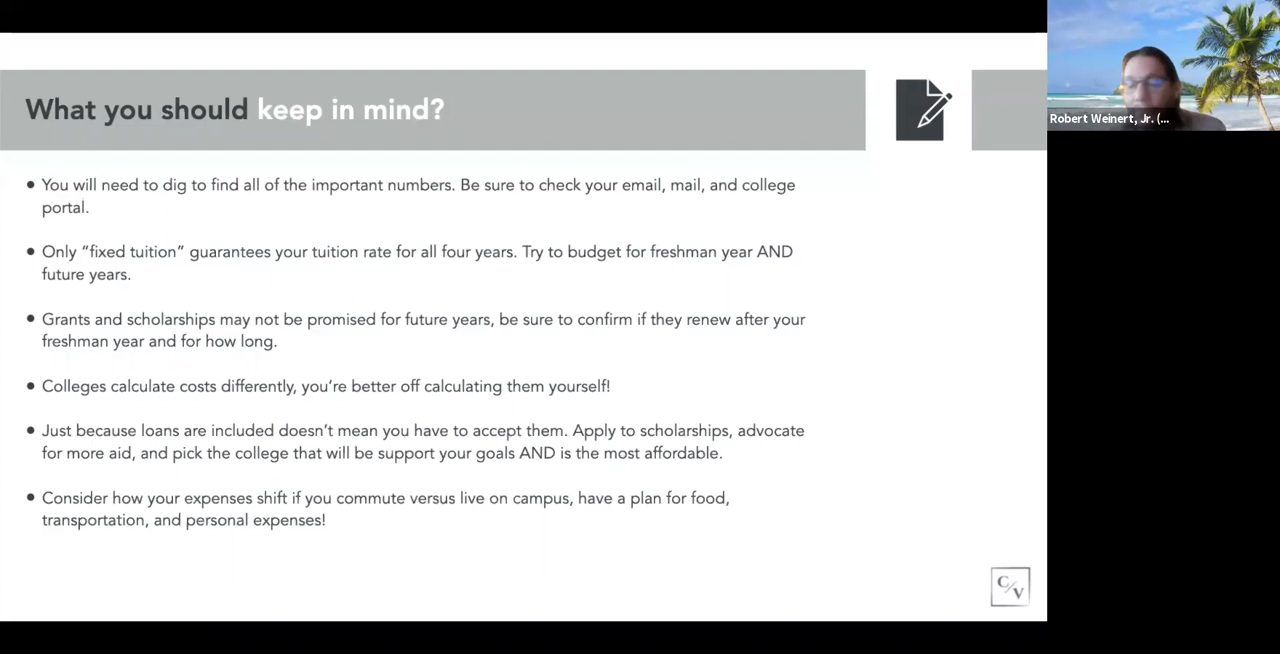 What you should keep in mind?
• You will need to dig to find all of the important numbers. Be sure to check your email, mail, and college
portal.
• Only “fixed tuition” guarantees your tuition rate for all four years. Try to budget for freshman year AND
future years.
• Grants and scholarships may not be promised for future years, be sure to confirm if they renew after your
freshman year and for how long.
• Colleges calculate costs differently, you’re better off calculating them yourself!
• Just because loans are included doesn’t mean you have to accept them. Apply to scholarships, advocate
for more aid, and pick the college that will be support your goals AND is the most affordable.
• Consider how your expenses shift if you commute versus live on campus, have a plan for food,
transportation, and personal expenses!
C/V
Robert Weinert, Jr. (...